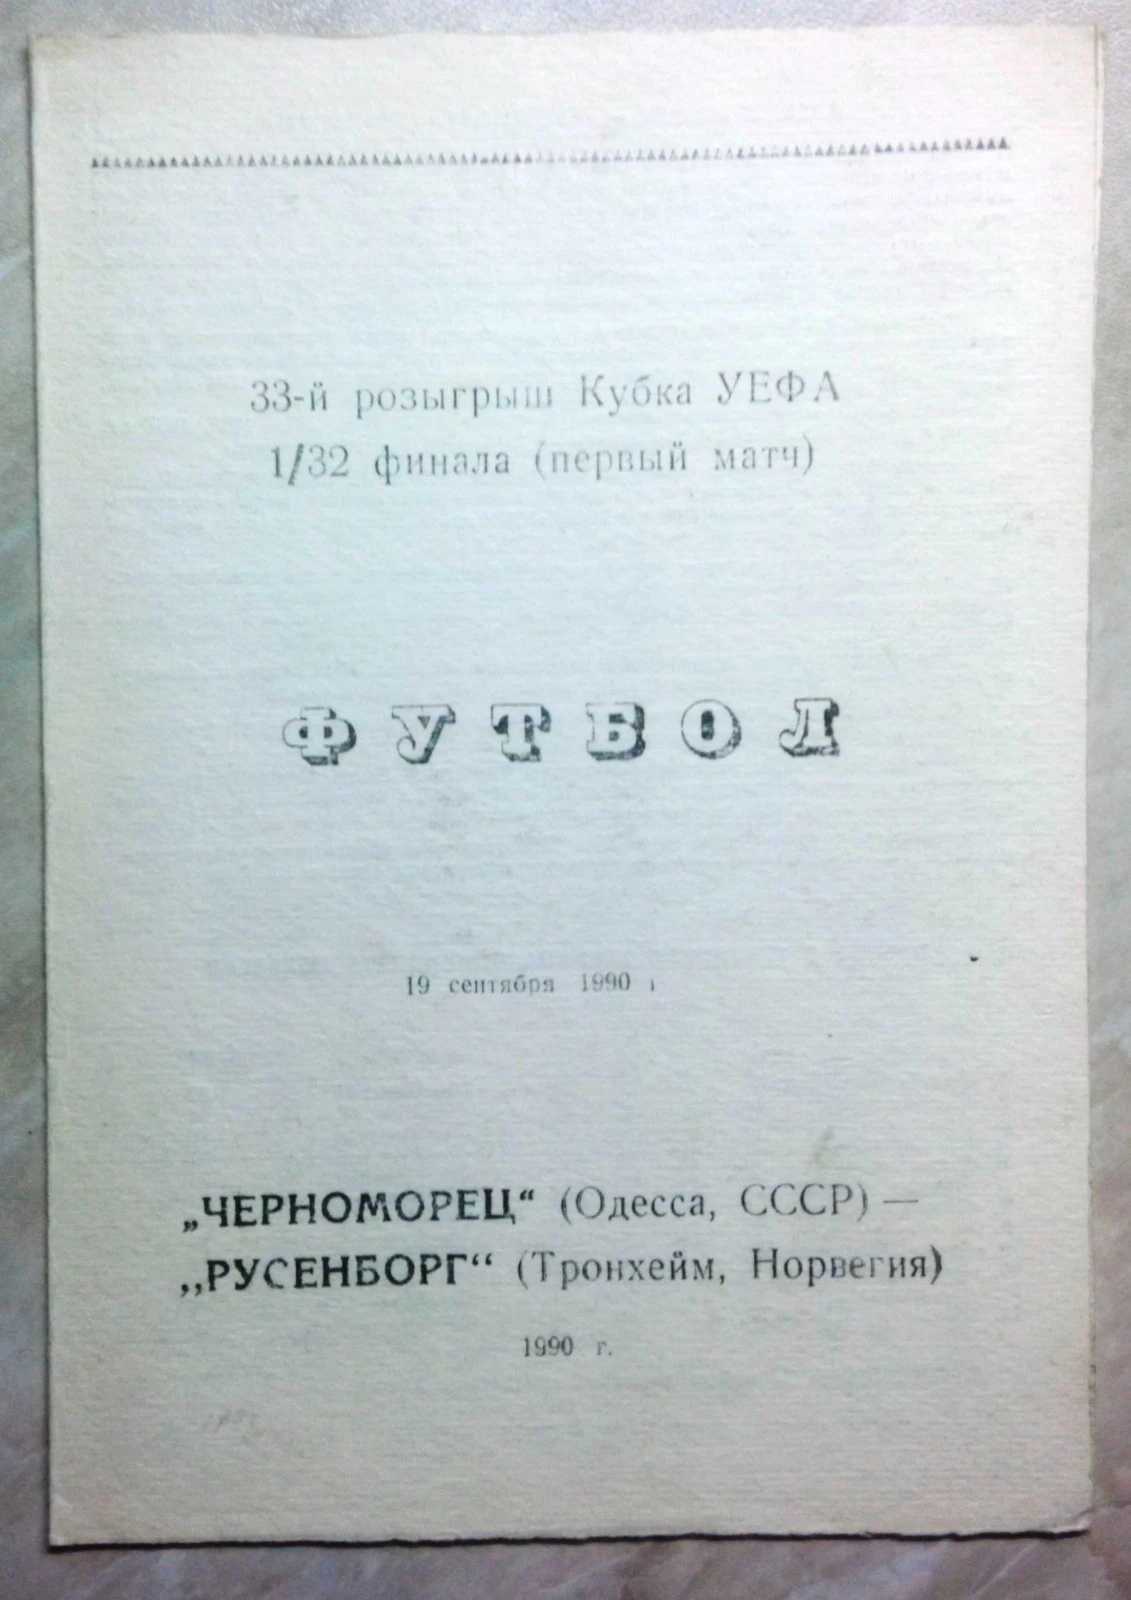 33-й розыгрыш Кубка УЕФА
1/32 финала (первый матч)
ФУТБОЛ
19 сентября 1990 г
„ЧЕРНОМОРЕЦ“ (Одесса, СССР) —
„РУСЕНБОРГ“ (Тронхейм, Норвегия)
1990 г.